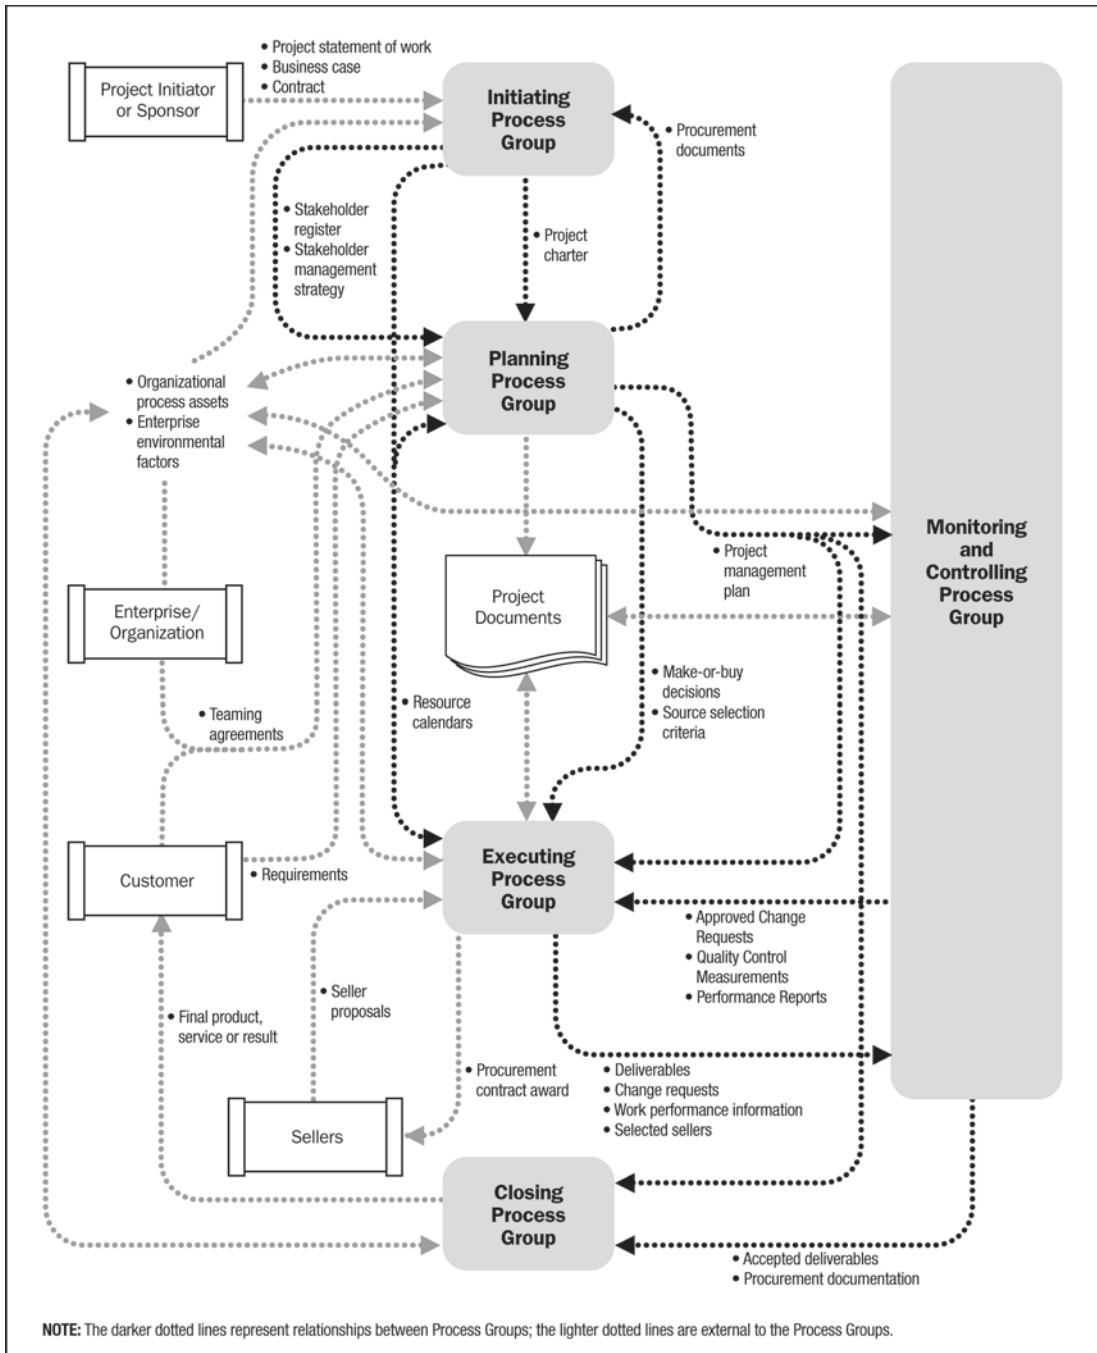 • Project statement of work
• Business case
• Contract
Project Initiator
or Sponsor
Initiating
Process
Group
• Procurement
documents
• Stakeholder
register
• Stakeholder
management
strategy
• Project
charter
Planning
Process
Group
• Organizational
process assets
• Enterprise
environmental
factors
Monitoring
and
Controlling
Process
Group
• Project
management
plan
Project
Documents
Enterprise/
Organization
• Make-or-buy
decisions
• Source selection
criteria
• Resource
calendars
• Teaming
agreements
Executing
Process
Group
Customer
• Requirements
• Approved Change
Requests
• Quality Control
Measurements
• Performance Reports
• Seller
proposals
• Final product,
service or result
• Procurement
contract award
• Deliverables
• Change requests
• Work performance information
• Selected sellers
Sellers
Closing
Process
Group
• Accepted deliverables
• Procurement documentation
NOTE: The darker dotted lines represent relationships between Process Groups; the lighter dotted lines are external to the Process Groups.